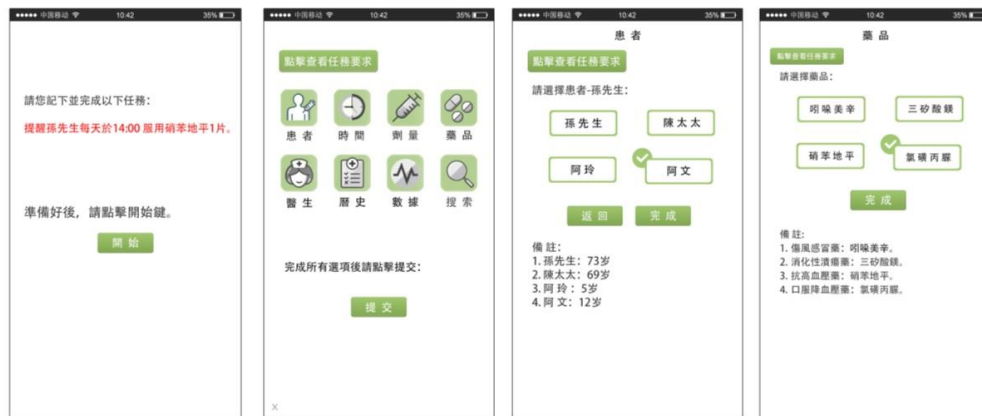 中国移动 10:42 35%
請您記下並完成以下任務：
提醒孫先生每天於14:00 服用硝苯地平1片。
準備好後，請點擊開始鍵。
開始
中国移动 10:42 35%
點擊查看任務要求
患者 時間 劑量 藥品
醫生 曆史 數據 搜索
完成所有選項後請點擊提交：
提交
X
中国移动 10:42 35%
患者
點擊查看任務要求
請選擇患者-孫先生：
孫先生 陳太太
阿玲 阿文
返回 完成
備註：
1. 孫先生：73岁
2. 陳太太：69岁
3. 阿玲：5岁
4. 阿文：12岁
中国移动 10:42 35%
藥品
點擊查看任務要求
請選擇藥品：
吲哚美辛 三矽酸鎂
硝苯地平 氯磺丙脲
完成
備註:
1. 傷風感冒藥：吲哚美辛。
2. 消化性潰瘍藥：三矽酸鎂。
3. 抗高血壓藥：硝苯地平。
4. 口服降血壓藥：氯磺丙脲。